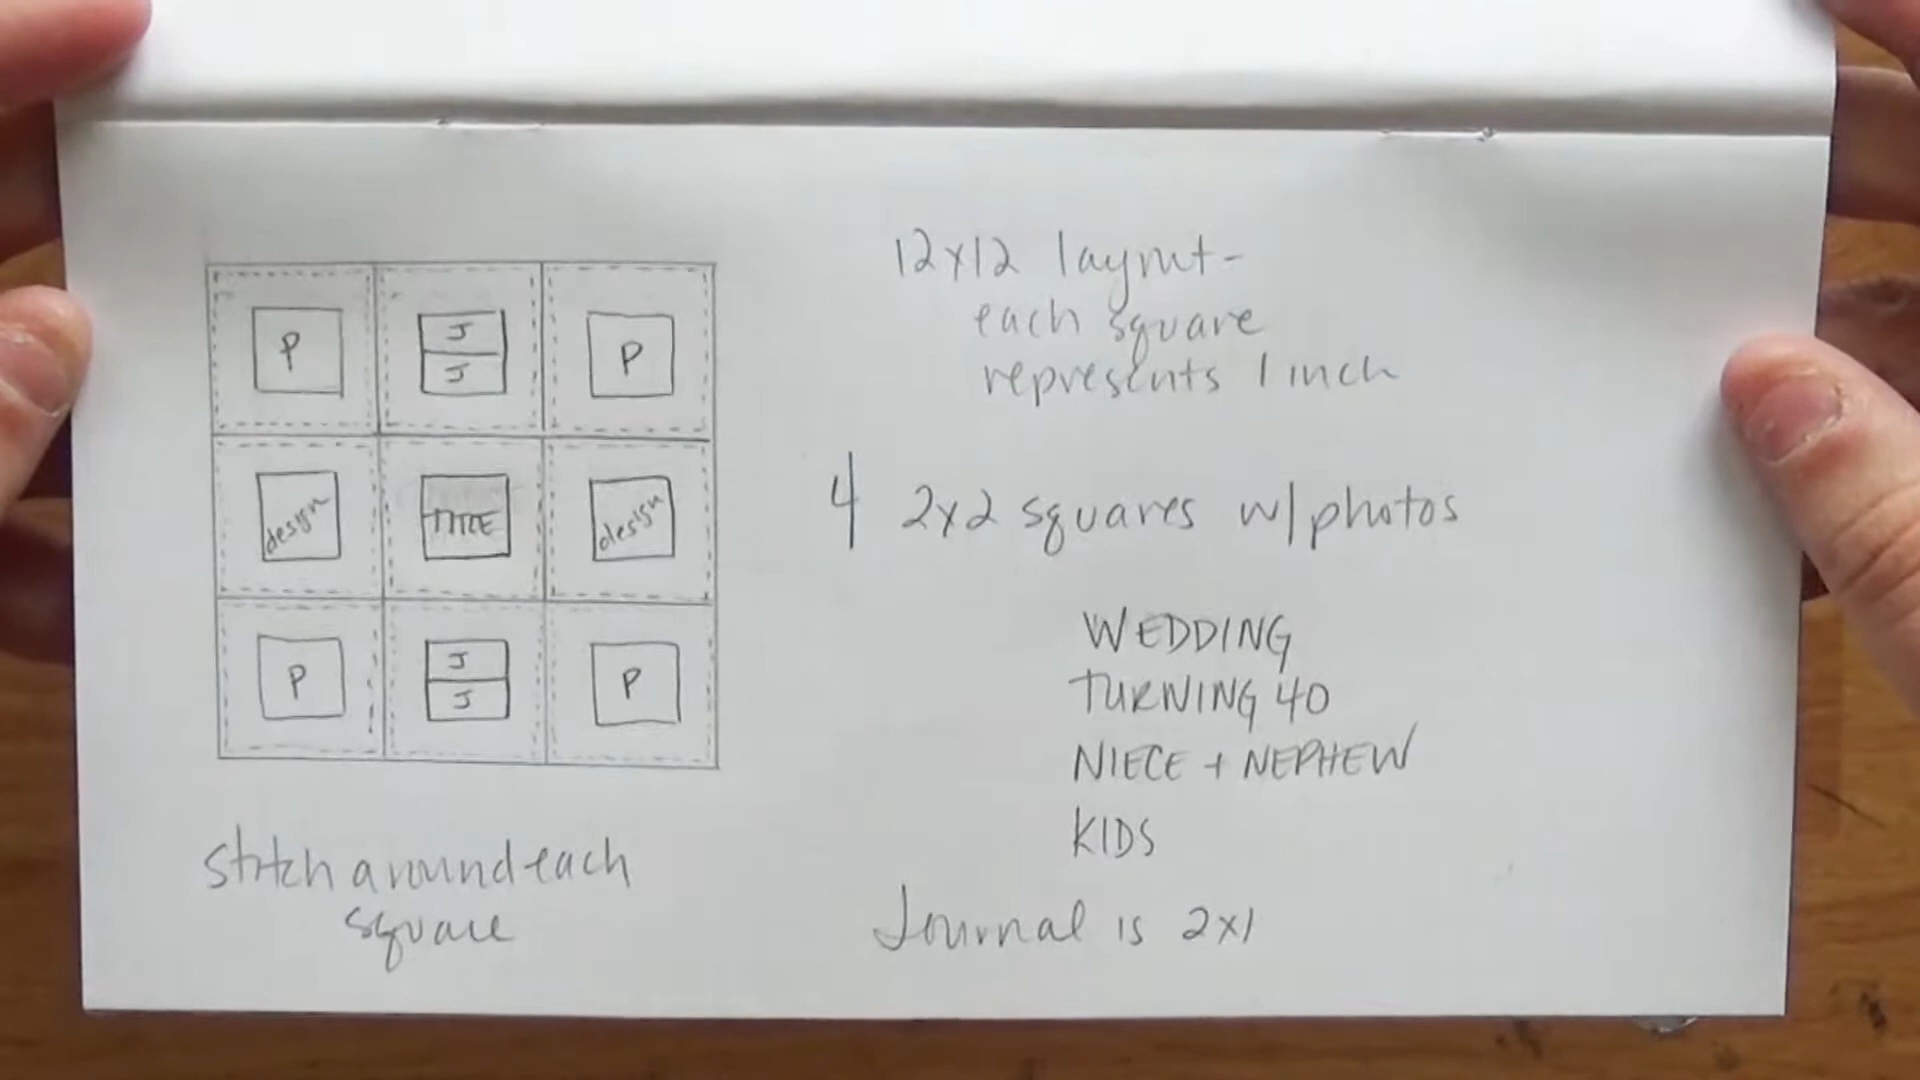 P J P
J
design TITLE design
P J P
J
stitch around each
square
12x12 layout-
each square
represents 1 inch
4 2x2 squares w/photos
WEDDING
TURNING 40
NIECE + NEPHEW
KIDS
Journal is 2x1